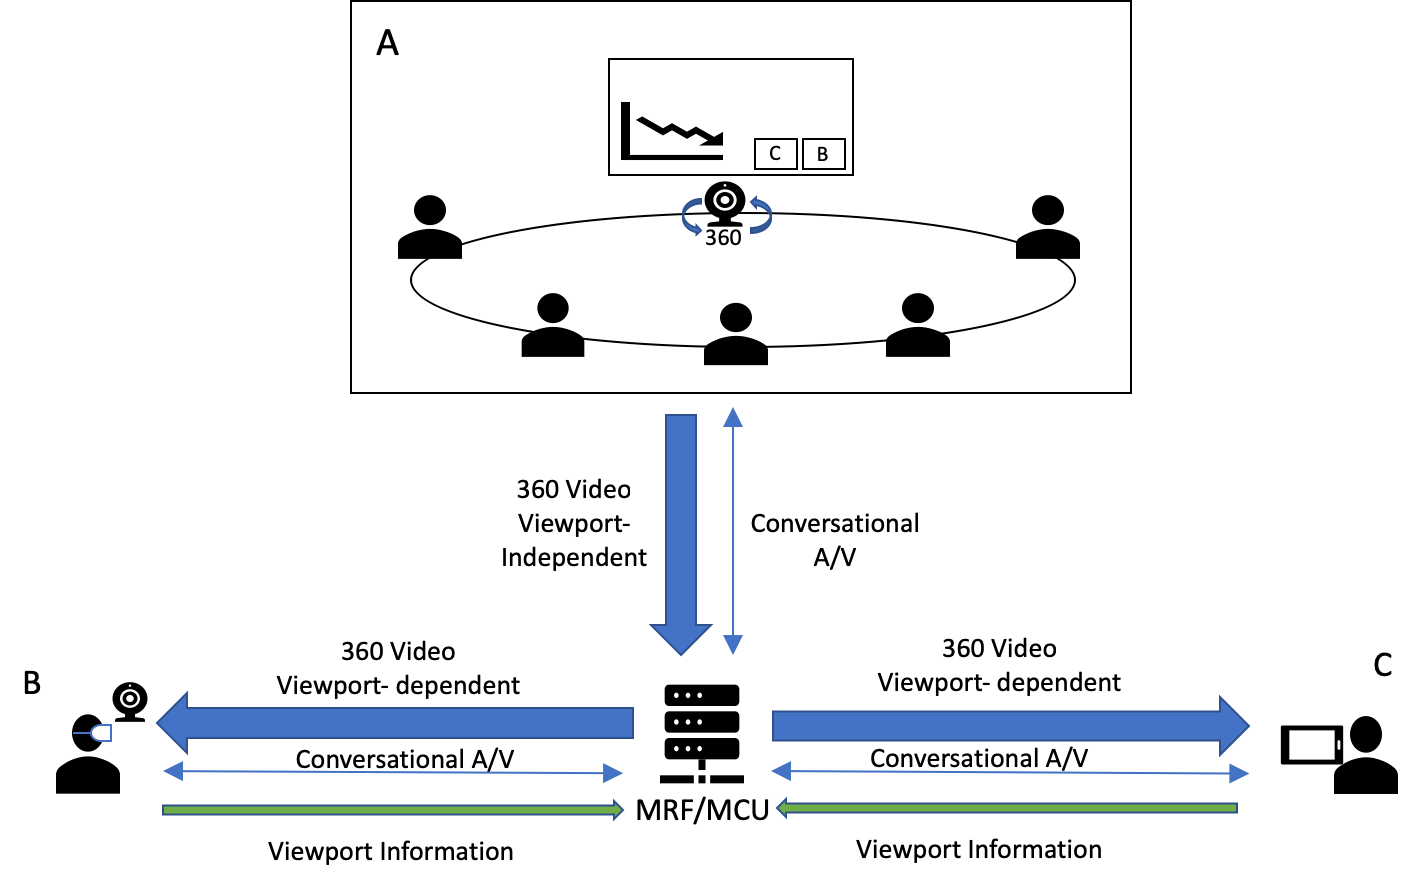 A
C B
360
360 Video
Viewport-
Independent
Conversational
A/V
B
360 Video
Viewport- dependent
Conversational A/V
Viewport Information
MRF/MCU
360 Video
Viewport- dependent
Conversational A/V
Viewport Information
C